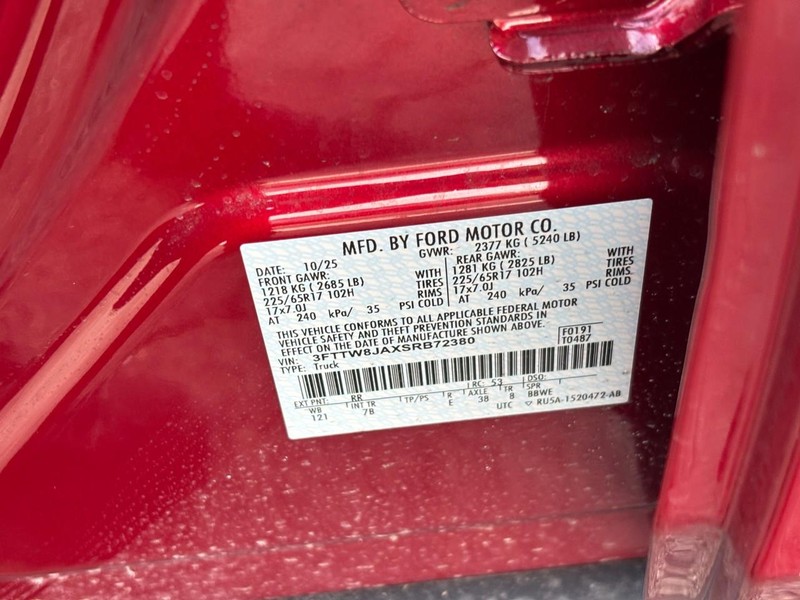 MFD. BY FORD MOTOR CO.
DATE: 10/25 GVWR: 2377 KG ( 5240 LB)
FRONT GAWR: REAR GAWR:
1218 KG ( 2685 LB) WITH 1281 KG ( 2825 LB) WITH
225/65R17 102H TIRES 225/65R17 102H TIRES
17x7.0J RIMS 17x7.0J RIMS
AT 240 kPa/ 35 PSI COLD AT 240 kPa/ 35 PSI COLD
THIS VEHICLE CONFORMS TO ALL APPLICABLE FEDERAL MOTOR
VEHICLE SAFETY AND THEFT PREVENTION STANDARDS IN
EFFECT ON THE DATE OF MANUFACTURE SHOWN ABOVE.
VIN: 3FTTW8JAXSRB72380 F0191
TYPE: Truck T0487
EXT PNT: RR RC: 53 DSO:
WB INT TR TP/PS R AXLE TR SPR
121 7B E 38 8 BBWE
UTC RU5A-1520472-AB